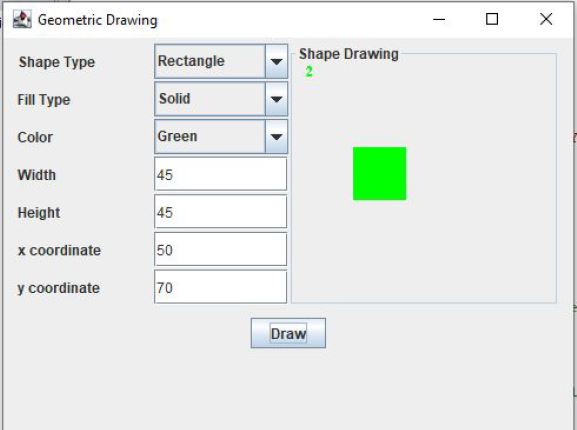 Geometric Drawing
Shape Type Rectangle
Fill Type Solid
Color Green
Width 45
Height 45
x coordinate 50
y coordinate 70
Shape Drawing
2
Draw